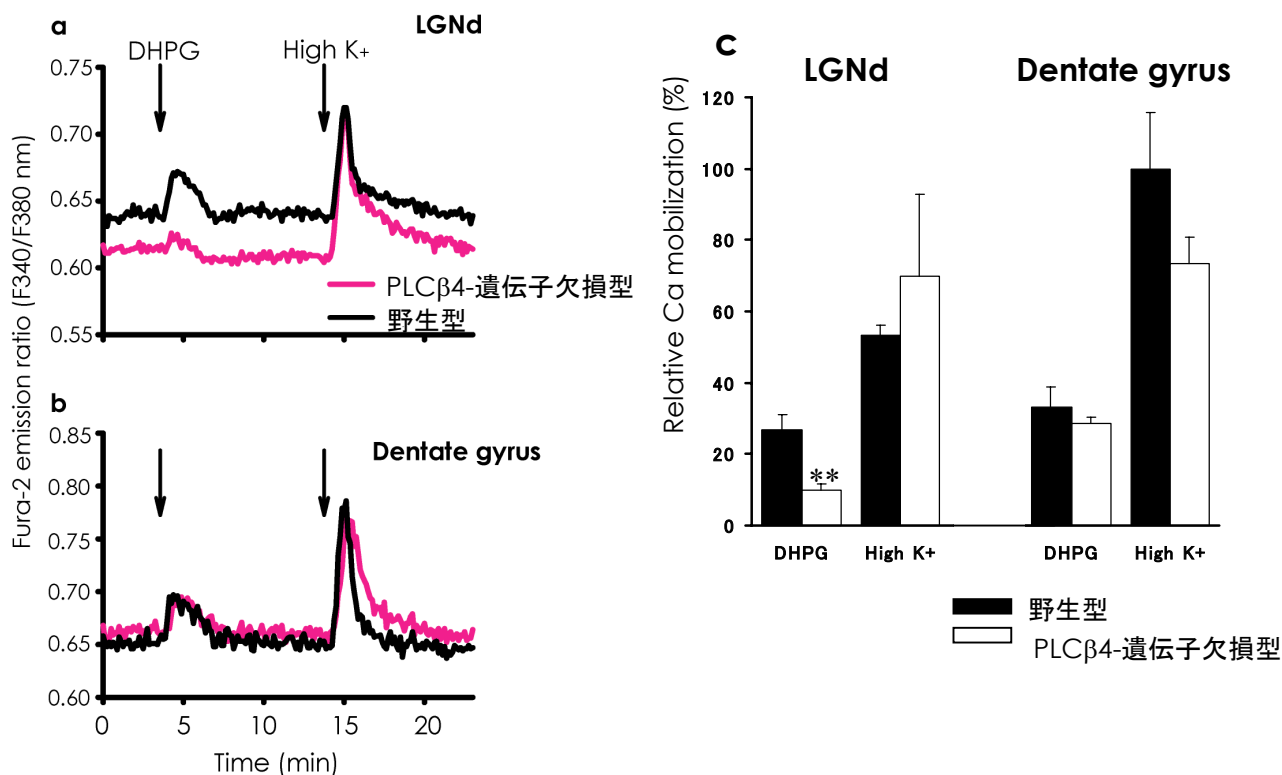 a
LGNd
DHPG
High K+
0.75
0.70
0.65
0.60
0.55
PLCβ4-遺伝子欠損型
野生型
Fura-2 emission ratio (F340/F380 nm)
b
Dentate gyrus
0.85
0.80
0.75
0.70
0.65
0.60
0 5 10 15 20
Time (min)
C
LGNd Dentate gyrus
Relative Ca mobilization (%)
120
100
80
60
40
20
0
**
DHPG High K+ DHPG High K+
野生型
PLCβ4-遺伝子欠損型